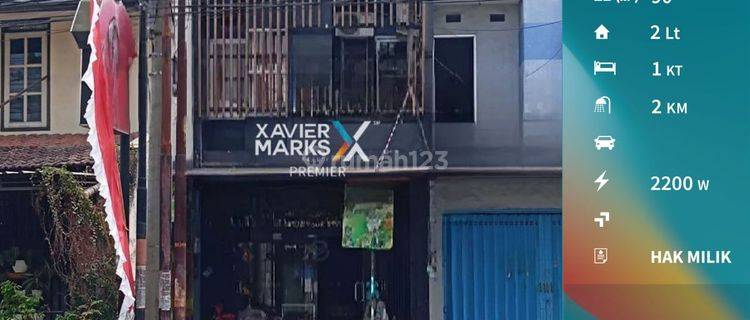 XAVIER
MARKS
PREMIER
rumah123
2 Lt
1 KT
2 KM
2200 W
HAK MILIK